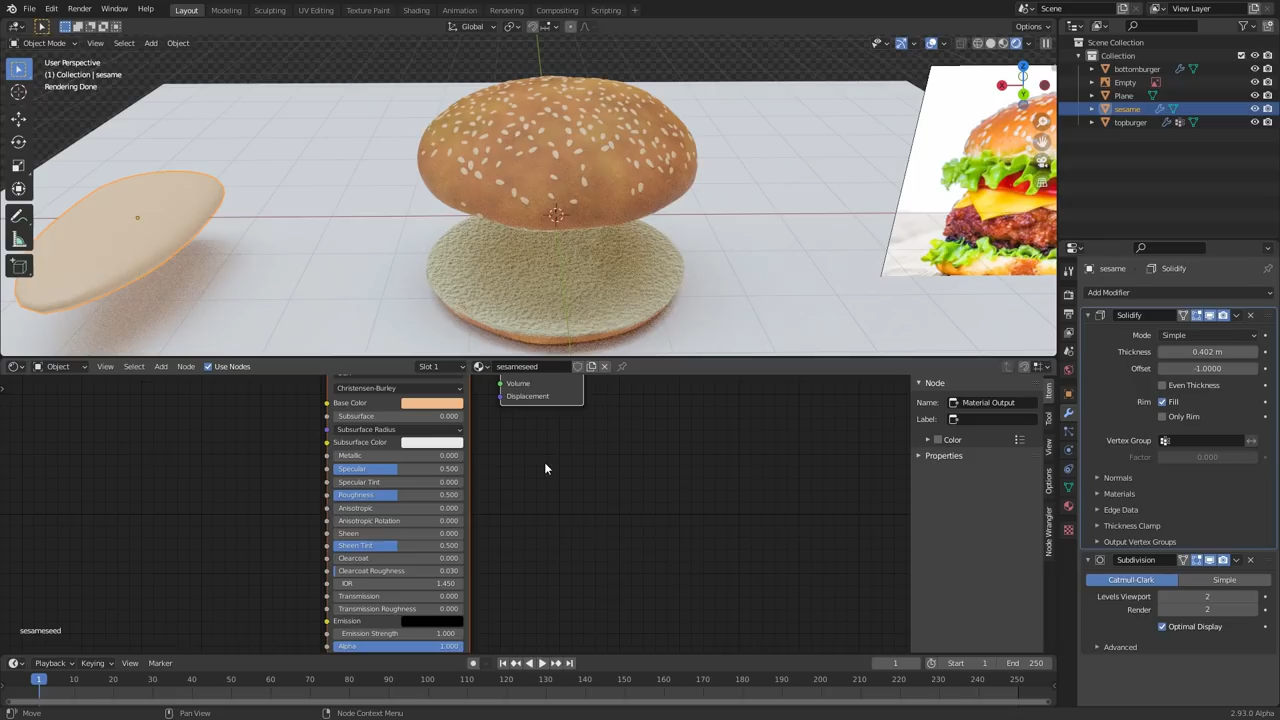 File Edit Render Window Help Layout Modeling Sculpting UV Editing Texture Paint Shading Animation Rendering Compositing Scripting + Scene View Layer
Global Options
Object Mode View Select Add Object
User Perspective
(1) Collection | sesame
Rendering Done
X
Y
Z
Scene Collection
Collection
bottomburger
Empty
Plane
sesame
topburger
sesame Solidify
Add Modifier
Solidify
Mode Simple
Thickness 0.402 m
Offset -1.0000
Even Thickness
Rim Fill
Only Rim
Vertex Group
Factor 0.000
Normals
Materials
Edge Data
Thickness Clamp
Output Vertex Groups
Subdivision
Catmull-Clark Simple
Levels Viewport 2
Render 2
Optimal Display
Advanced
Object View Select Add Node Use Nodes Slot 1 sesameseed
Christensen-Burley
Base Color
Subsurface 0.000
Subsurface Radius
Subsurface Color
Metallic 0.000
Specular 0.500
Specular Tint 0.000
Roughness 0.500
Anisotropic 0.000
Anisotropic Rotation 0.000
Sheen 0.000
Sheen Tint 0.500
Clearcoat 0.000
Clearcoat Roughness 0.030
IOR 1.450
Transmission 0.000
Transmission Roughness 0.000
Emission
Emission Strength 1.000
Alpha 1.000
Volume
Displacement
Node
Name: Material Output
Label:
Color
Properties
Item
Tool
View
Options
Node Wrangler
sesameseed
Playback Keying View Marker 1 Start 1 End 250
1 10 20 30 40 50 60 70 80 90 100 110 120 130 140 150 160 170 180 190 200 210 220 230 240 250
Move Pan View Node Context Menu 2.93.0 Alpha